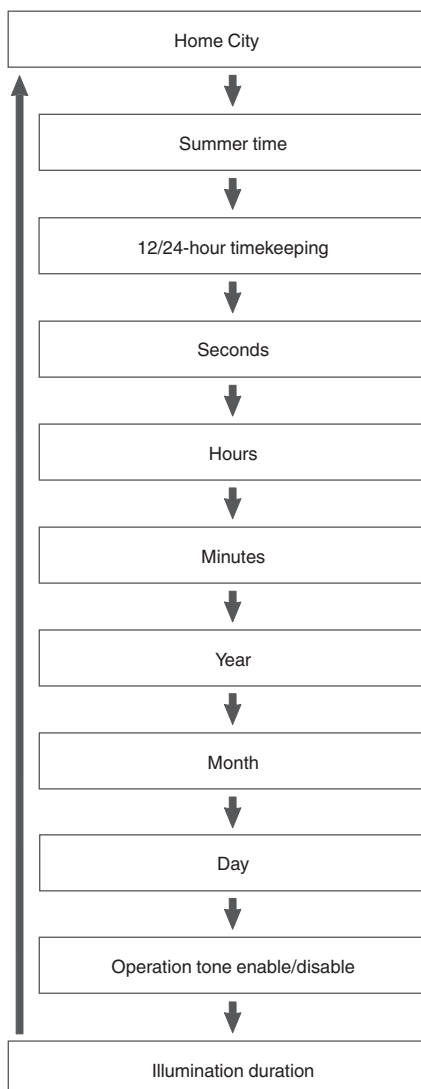 Home City
Summer time
12/24-hour timekeeping
Seconds
Hours
Minutes
Year
Month
Day
Operation tone enable/disable
Illumination duration